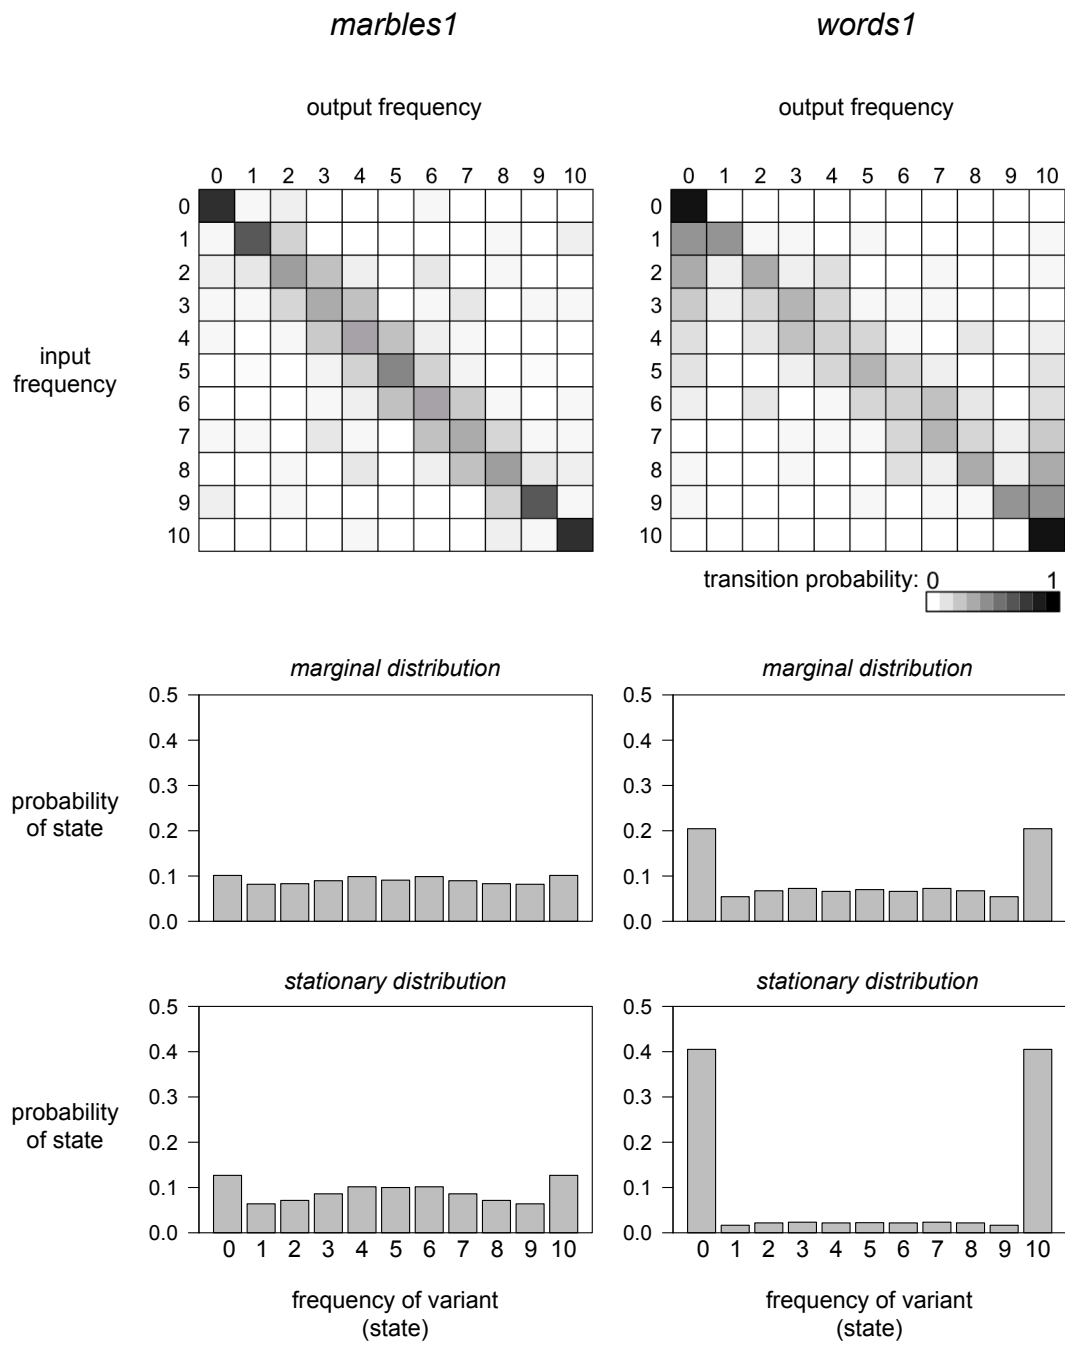 marbles1
words1
output frequency
output frequency
0 1 2 3 4 5 6 7 8 9 10
0 1 2 3 4 5 6 7 8 9 10
input
frequency
0
1
2
3
4
5
6
7
8
9
10
0
1
2
3
4
5
6
7
8
9
10
transition probability: 0 1
marginal distribution
marginal distribution
probability
of state
0.5
0.4
0.3
0.2
0.1
0.0
0.5
0.4
0.3
0.2
0.1
0.0
stationary distribution
stationary distribution
probability
of state
0.5
0.4
0.3
0.2
0.1
0.0
0.5
0.4
0.3
0.2
0.1
0.0
0 1 2 3 4 5 6 7 8 9 10
0 1 2 3 4 5 6 7 8 9 10
frequency of variant
(state)
frequency of variant
(state)